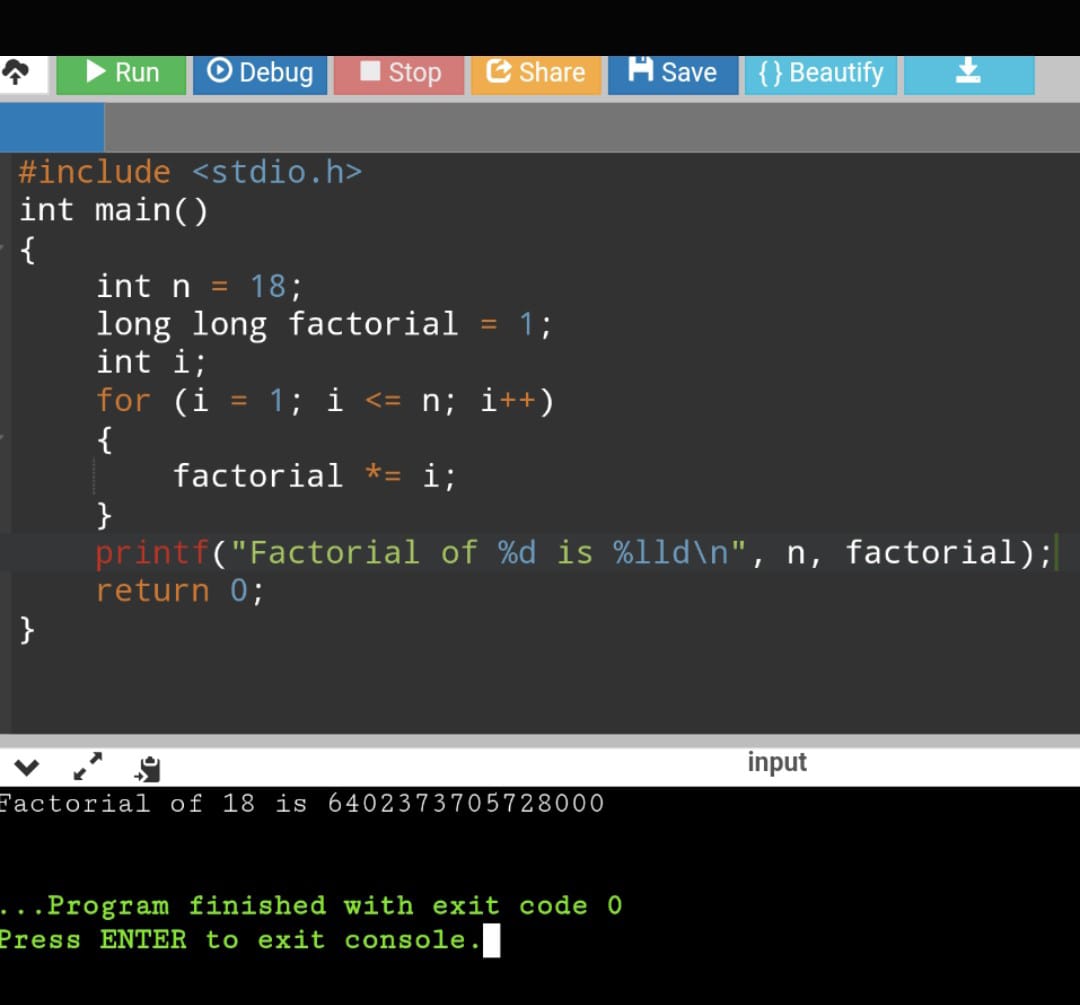 Run Debug Stop Share Save {} Beautify
#include <stdio.h>
int main()
{
    int n = 18;
    long long factorial = 1;
    int i;
    for (i = 1; i <= n; i++)
    {
        factorial *= i;
    }
    printf("Factorial of %d is %lld\n", n, factorial);
    return 0;
}
input
Factorial of 18 is 6402373705728000
...Program finished with exit code 0
Press ENTER to exit console.